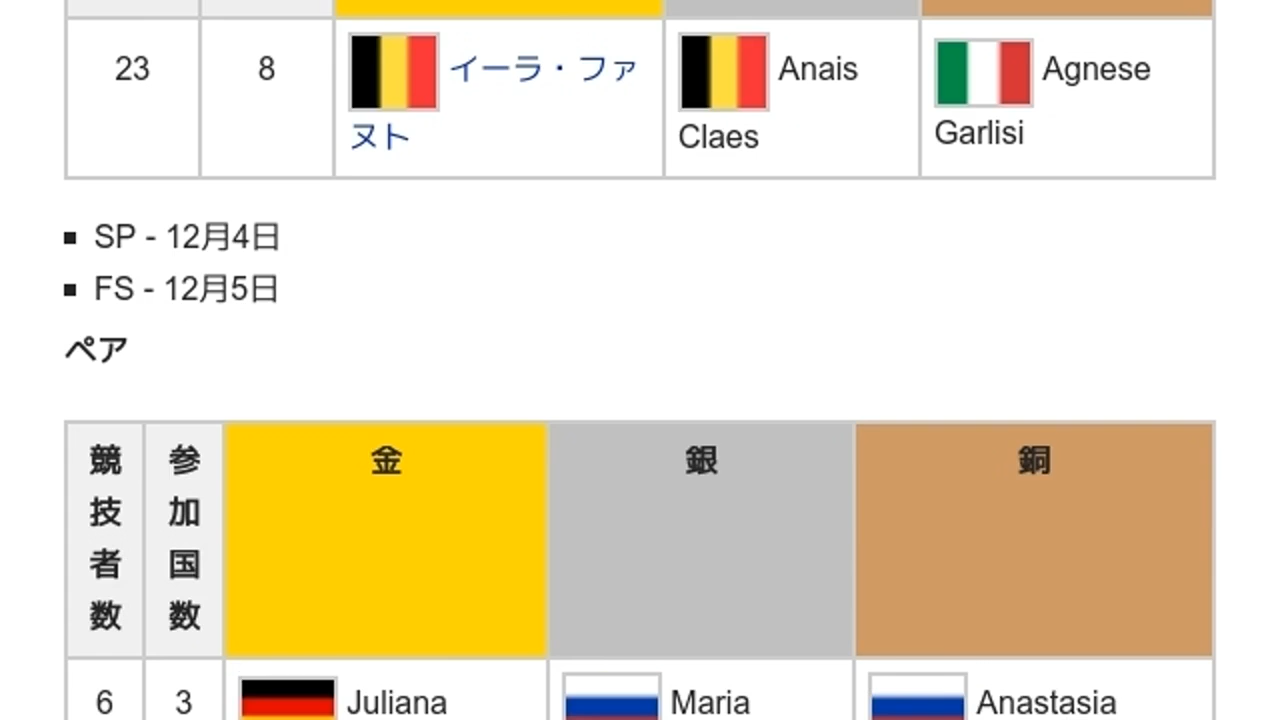 23 8 イーラ・ファ Anais Agnese
ヌト Claes Garlisi
SP - 12月4日
FS - 12月5日
ペア
競技者数 参加国数 金 銀 銅
6 3 Juliana Maria Anastasia